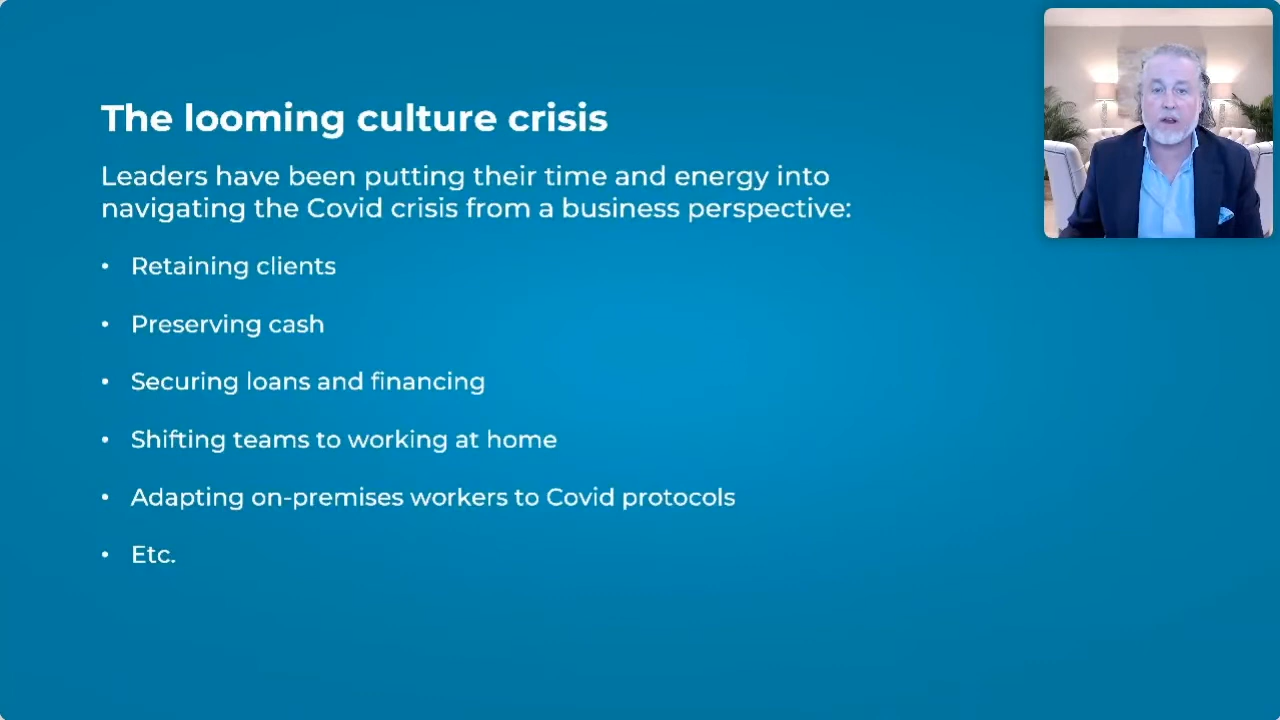 The looming culture crisis
Leaders have been putting their time and energy into
navigating the Covid crisis from a business perspective:
• Retaining clients
• Preserving cash
• Securing loans and financing
• Shifting teams to working at home
• Adapting on-premises workers to Covid protocols
• Etc.